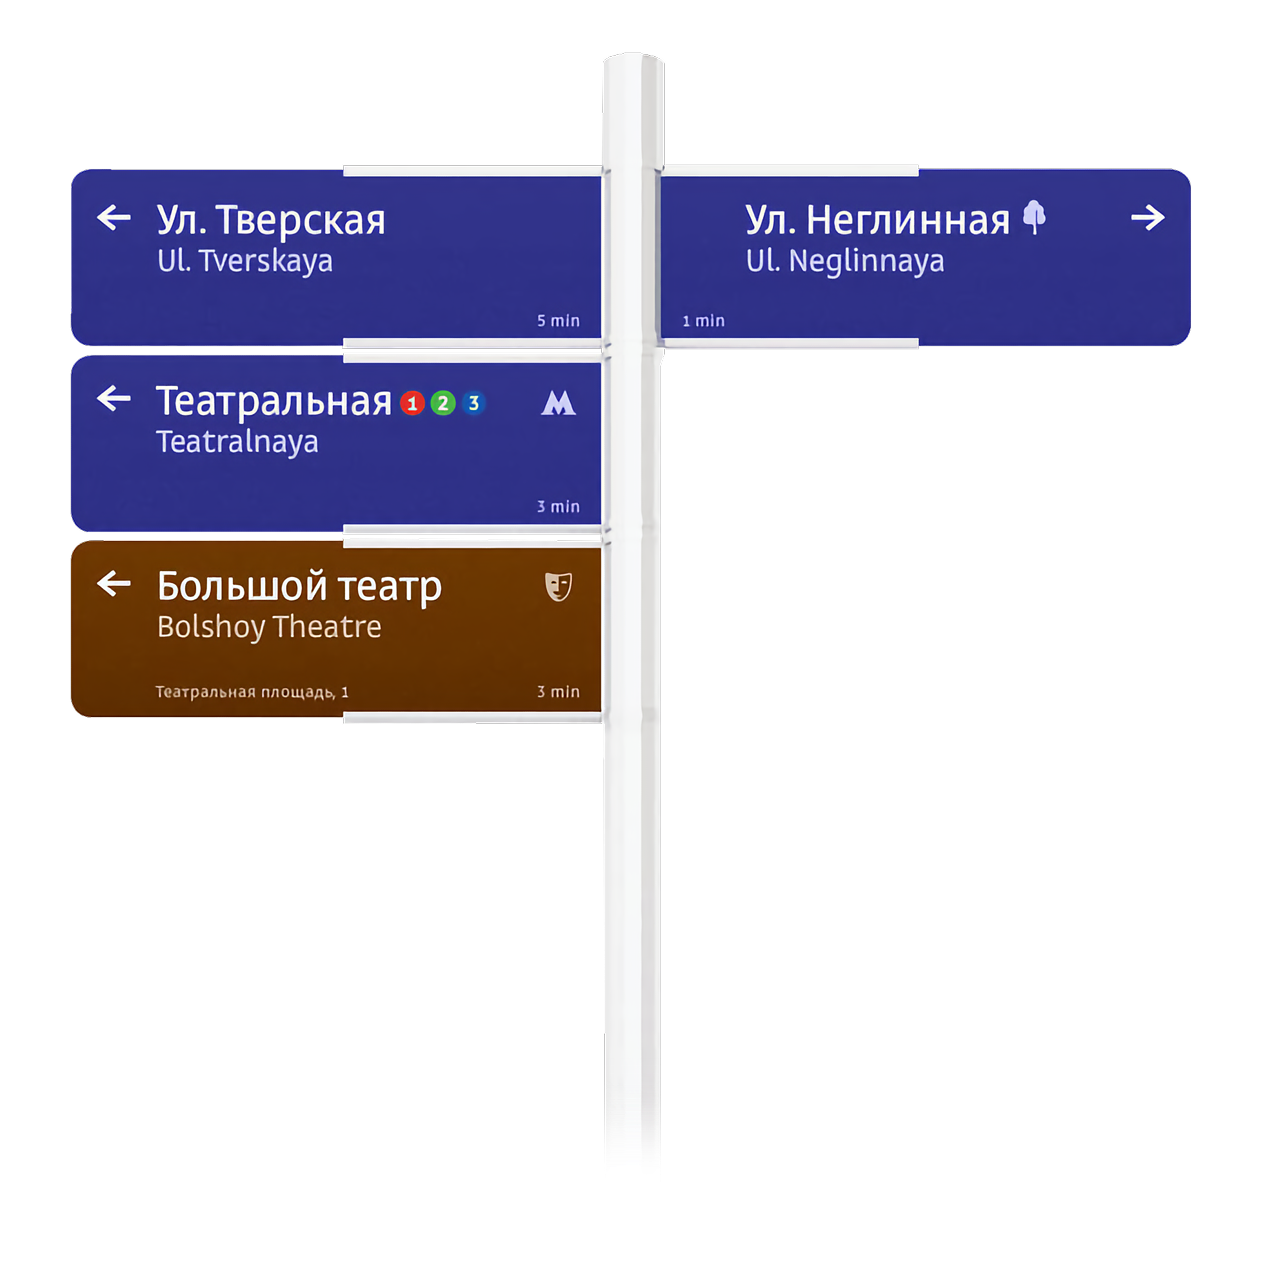 Ул. Тверская
Ul. Tverskaya
5 min
Ул. Неглинная
Ul. Neglinnaya
1 min
Театральная 1 2 3
Teatralnaya
3 min
Большой театр
Bolshoy Theatre
Театральная площадь, 1
3 min